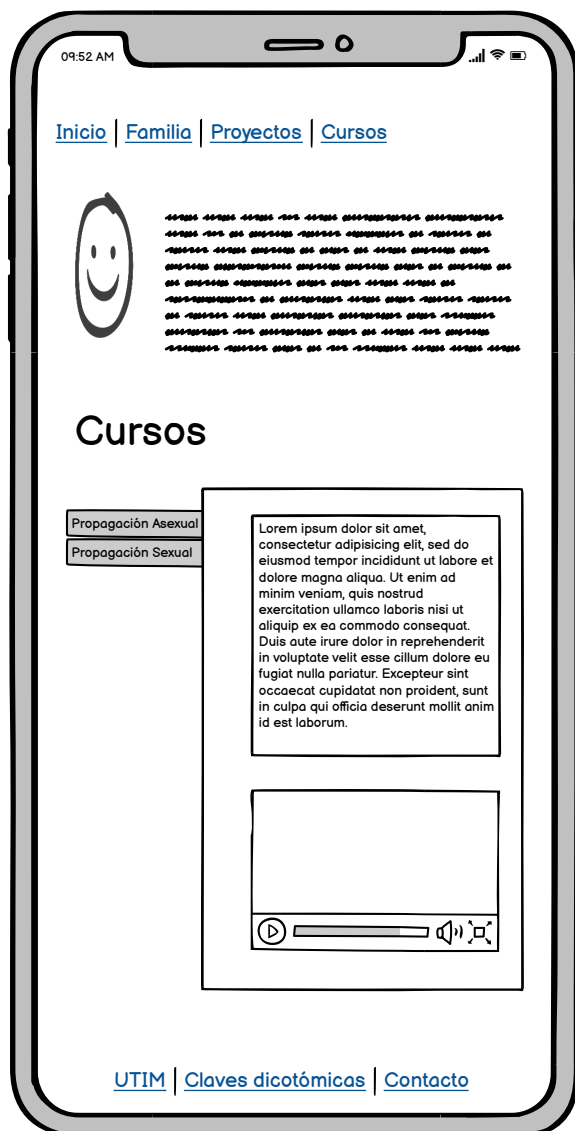 09:52 AM
Inicio | Familia | Proyectos | Cursos
Cursos
Propagación Asexual
Propagación Sexual
Lorem ipsum dolor sit amet,
consectetur adipisicing elit, sed do
eiusmod tempor incididunt ut labore et
dolore magna aliqua. Ut enim ad
minim veniam, quis nostrud
exercitation ullamco laboris nisi ut
aliquip ex ea commodo consequat.
Duis aute irure dolor in reprehenderit
in voluptate velit esse cillum dolore eu
fugiat nulla pariatur. Excepteur sint
occaecat cupidatat non proident, sunt
in culpa qui officia deserunt mollit anim
id est laborum.
UTIM | Claves dicotómicas | Contacto